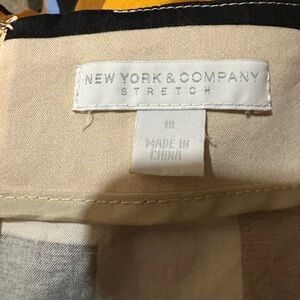 NEW YORK & COMPANY
STRETCH
18
MADE IN
CHINA